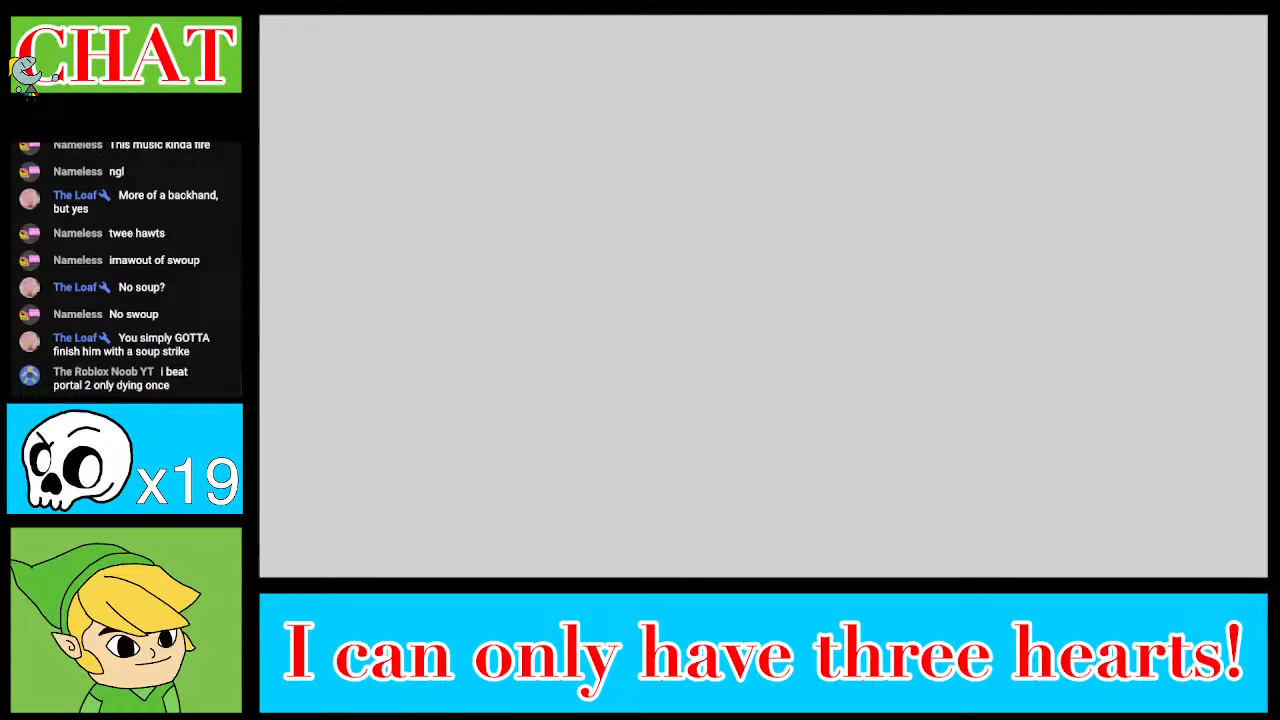 CHAT
Nameless This music kinda fire
Nameless ngl
The Loaf More of a backhand,
but yes
Nameless twee hawts
Nameless imawout of swoup
The Loaf No soup?
Nameless No swoup
The Loaf You simply GOTTA
finish him with a soup strike
The Roblox Noob YT i beat
portal 2 only dying once
x19
I can only have three hearts!